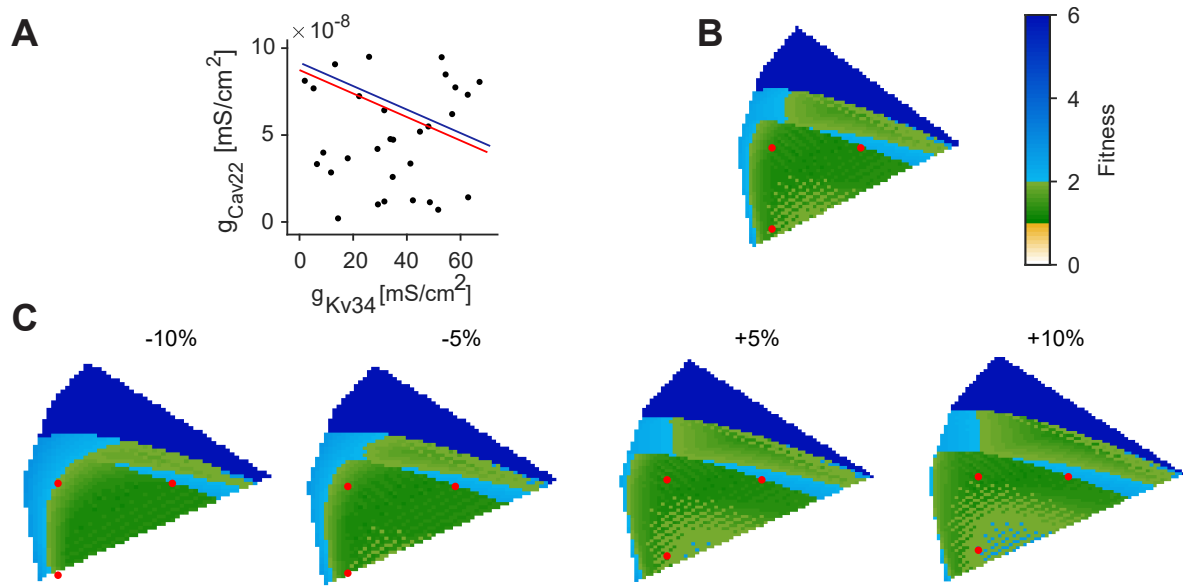 A
× 10^-8
10
5
0
g_Cav22 [mS/cm^2]
0 20 40 60
g_Kv34 [mS/cm^2]
B
6
4
2
0
Fitness
C
-10% -5% +5% +10%